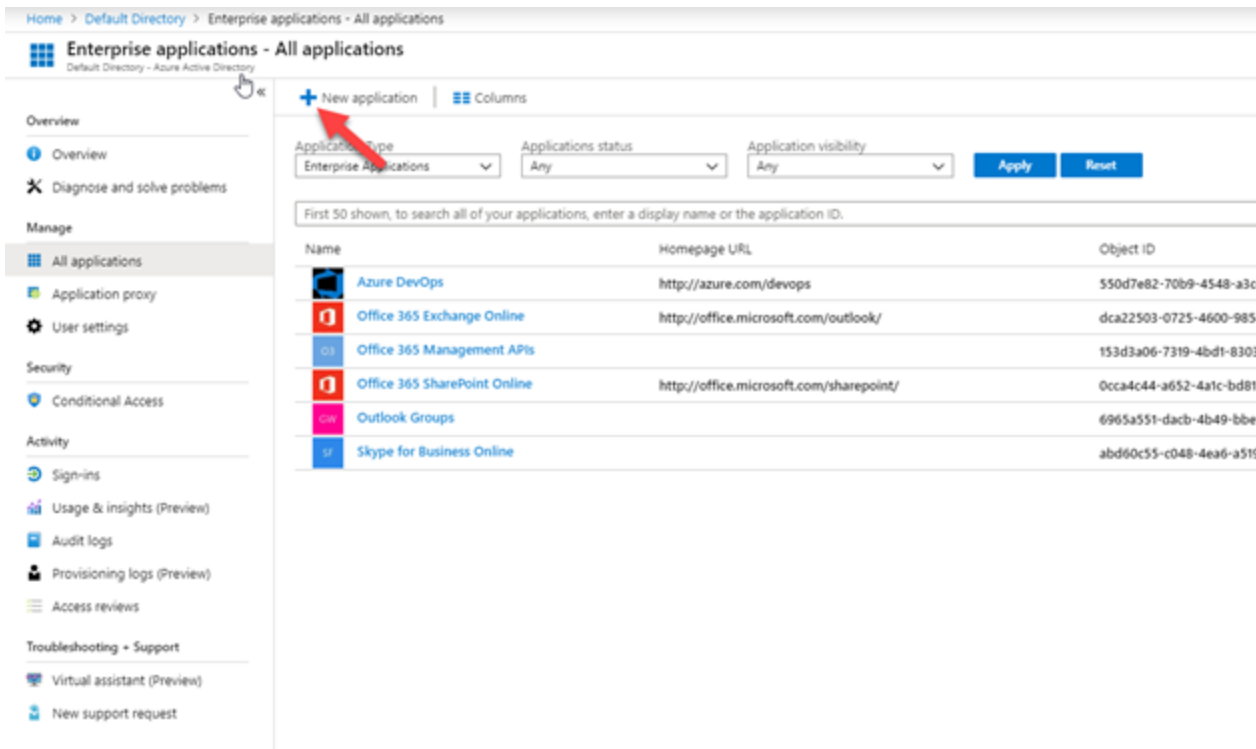 Home > Default Directory > Enterprise applications - All applications
Enterprise applications - All applications
Default Directory - Azure Active Directory
«
New application
Columns
Overview
Overview
Diagnose and solve problems
Manage
All applications
Application proxy
User settings
Security
Conditional Access
Activity
Sign-ins
Usage & insights (Preview)
Audit logs
Provisioning logs (Preview)
Access reviews
Troubleshooting + Support
Virtual assistant (Preview)
New support request
Application Type Applications status Application visibility
Enterprise Applications Any Any Apply Reset
First 50 shown, to search all of your applications, enter a display name or the application ID.
Name Homepage URL Object ID
Azure DevOps http://azure.com/devops 550d7e82-70b9-4548-a3c
Office 365 Exchange Online http://office.microsoft.com/outlook/ dca22503-0725-4600-985
O3 Office 365 Management APIs 153d3a06-7319-4bd1-8303
Office 365 SharePoint Online http://office.microsoft.com/sharepoint/ 0cca4c44-a652-4a1c-bd81
GW Outlook Groups 6965a551-dacb-4b49-bbe
SF Skype for Business Online abd60c55-c048-4ea6-a519